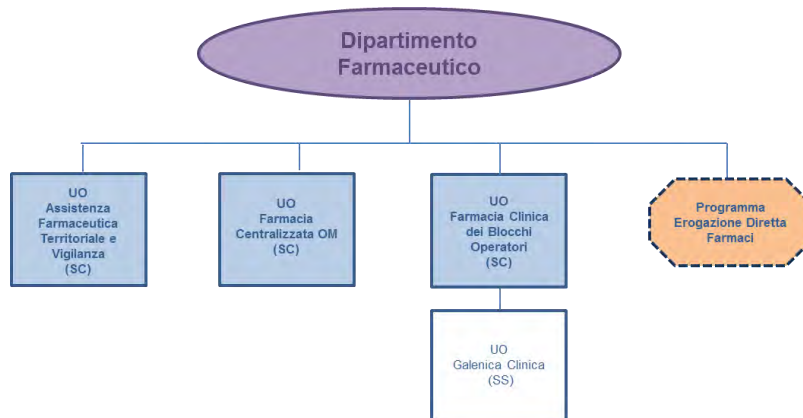 Dipartimento
Farmaceutico
UO
Assistenza
Farmaceutica
Territoriale e
Vigilanza
(SC)
UO
Farmacia
Centralizzata OM
(SC)
UO
Farmacia Clinica
dei Blocchi
Operatori
(SC)
Programma
Erogazione Diretta
Farmaci
UO
Galenica Clinica
(SS)